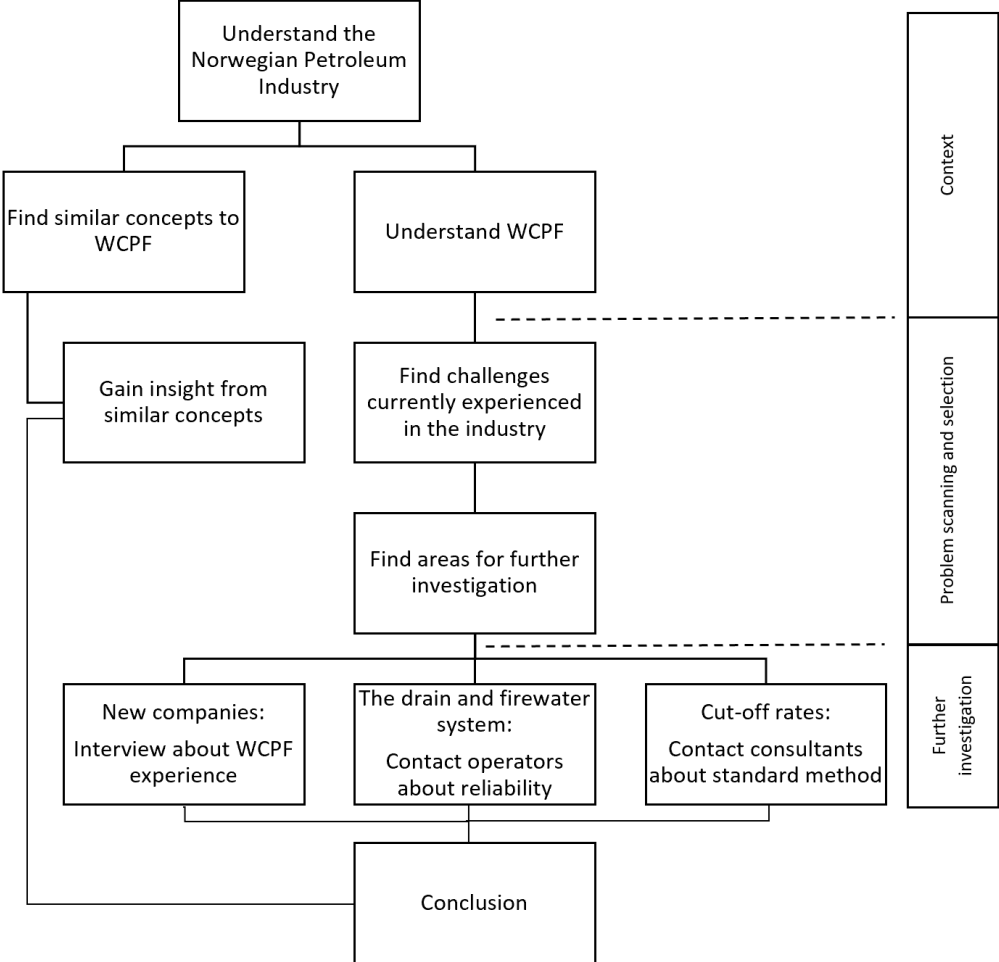 Understand the
Norwegian Petroleum
Industry
Find similar concepts to
WCPF
Understand WCPF
Gain insight from
similar concepts
Find challenges
currently experienced
in the industry
Find areas for further
investigation
New companies:
Interview about WCPF
experience
The drain and firewater
system:
Contact operators
about reliability
Cut-off rates:
Contact consultants
about standard method
Conclusion
Context
Problem scanning and selection
Further
investigation